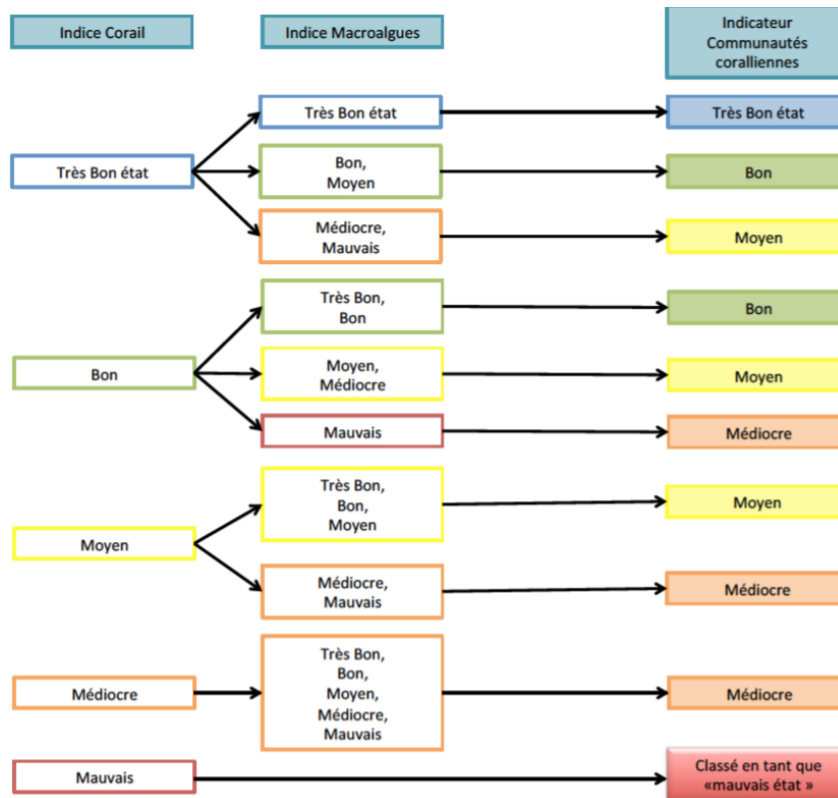 Indice Corail
Indice Macroalgues
Indicateur
Communautés
coralliennes
Très Bon état
Très Bon état
Très Bon état
Bon,
Moyen
Bon
Médiocre,
Mauvais
Moyen
Bon
Très Bon,
Bon
Bon
Moyen,
Médiocre
Moyen
Mauvais
Médiocre
Moyen
Très Bon,
Bon,
Moyen
Moyen
Médiocre,
Mauvais
Médiocre
Médiocre
Très Bon,
Bon,
Moyen,
Médiocre,
Mauvais
Médiocre
Mauvais
Classé en tant que
«mauvais état »